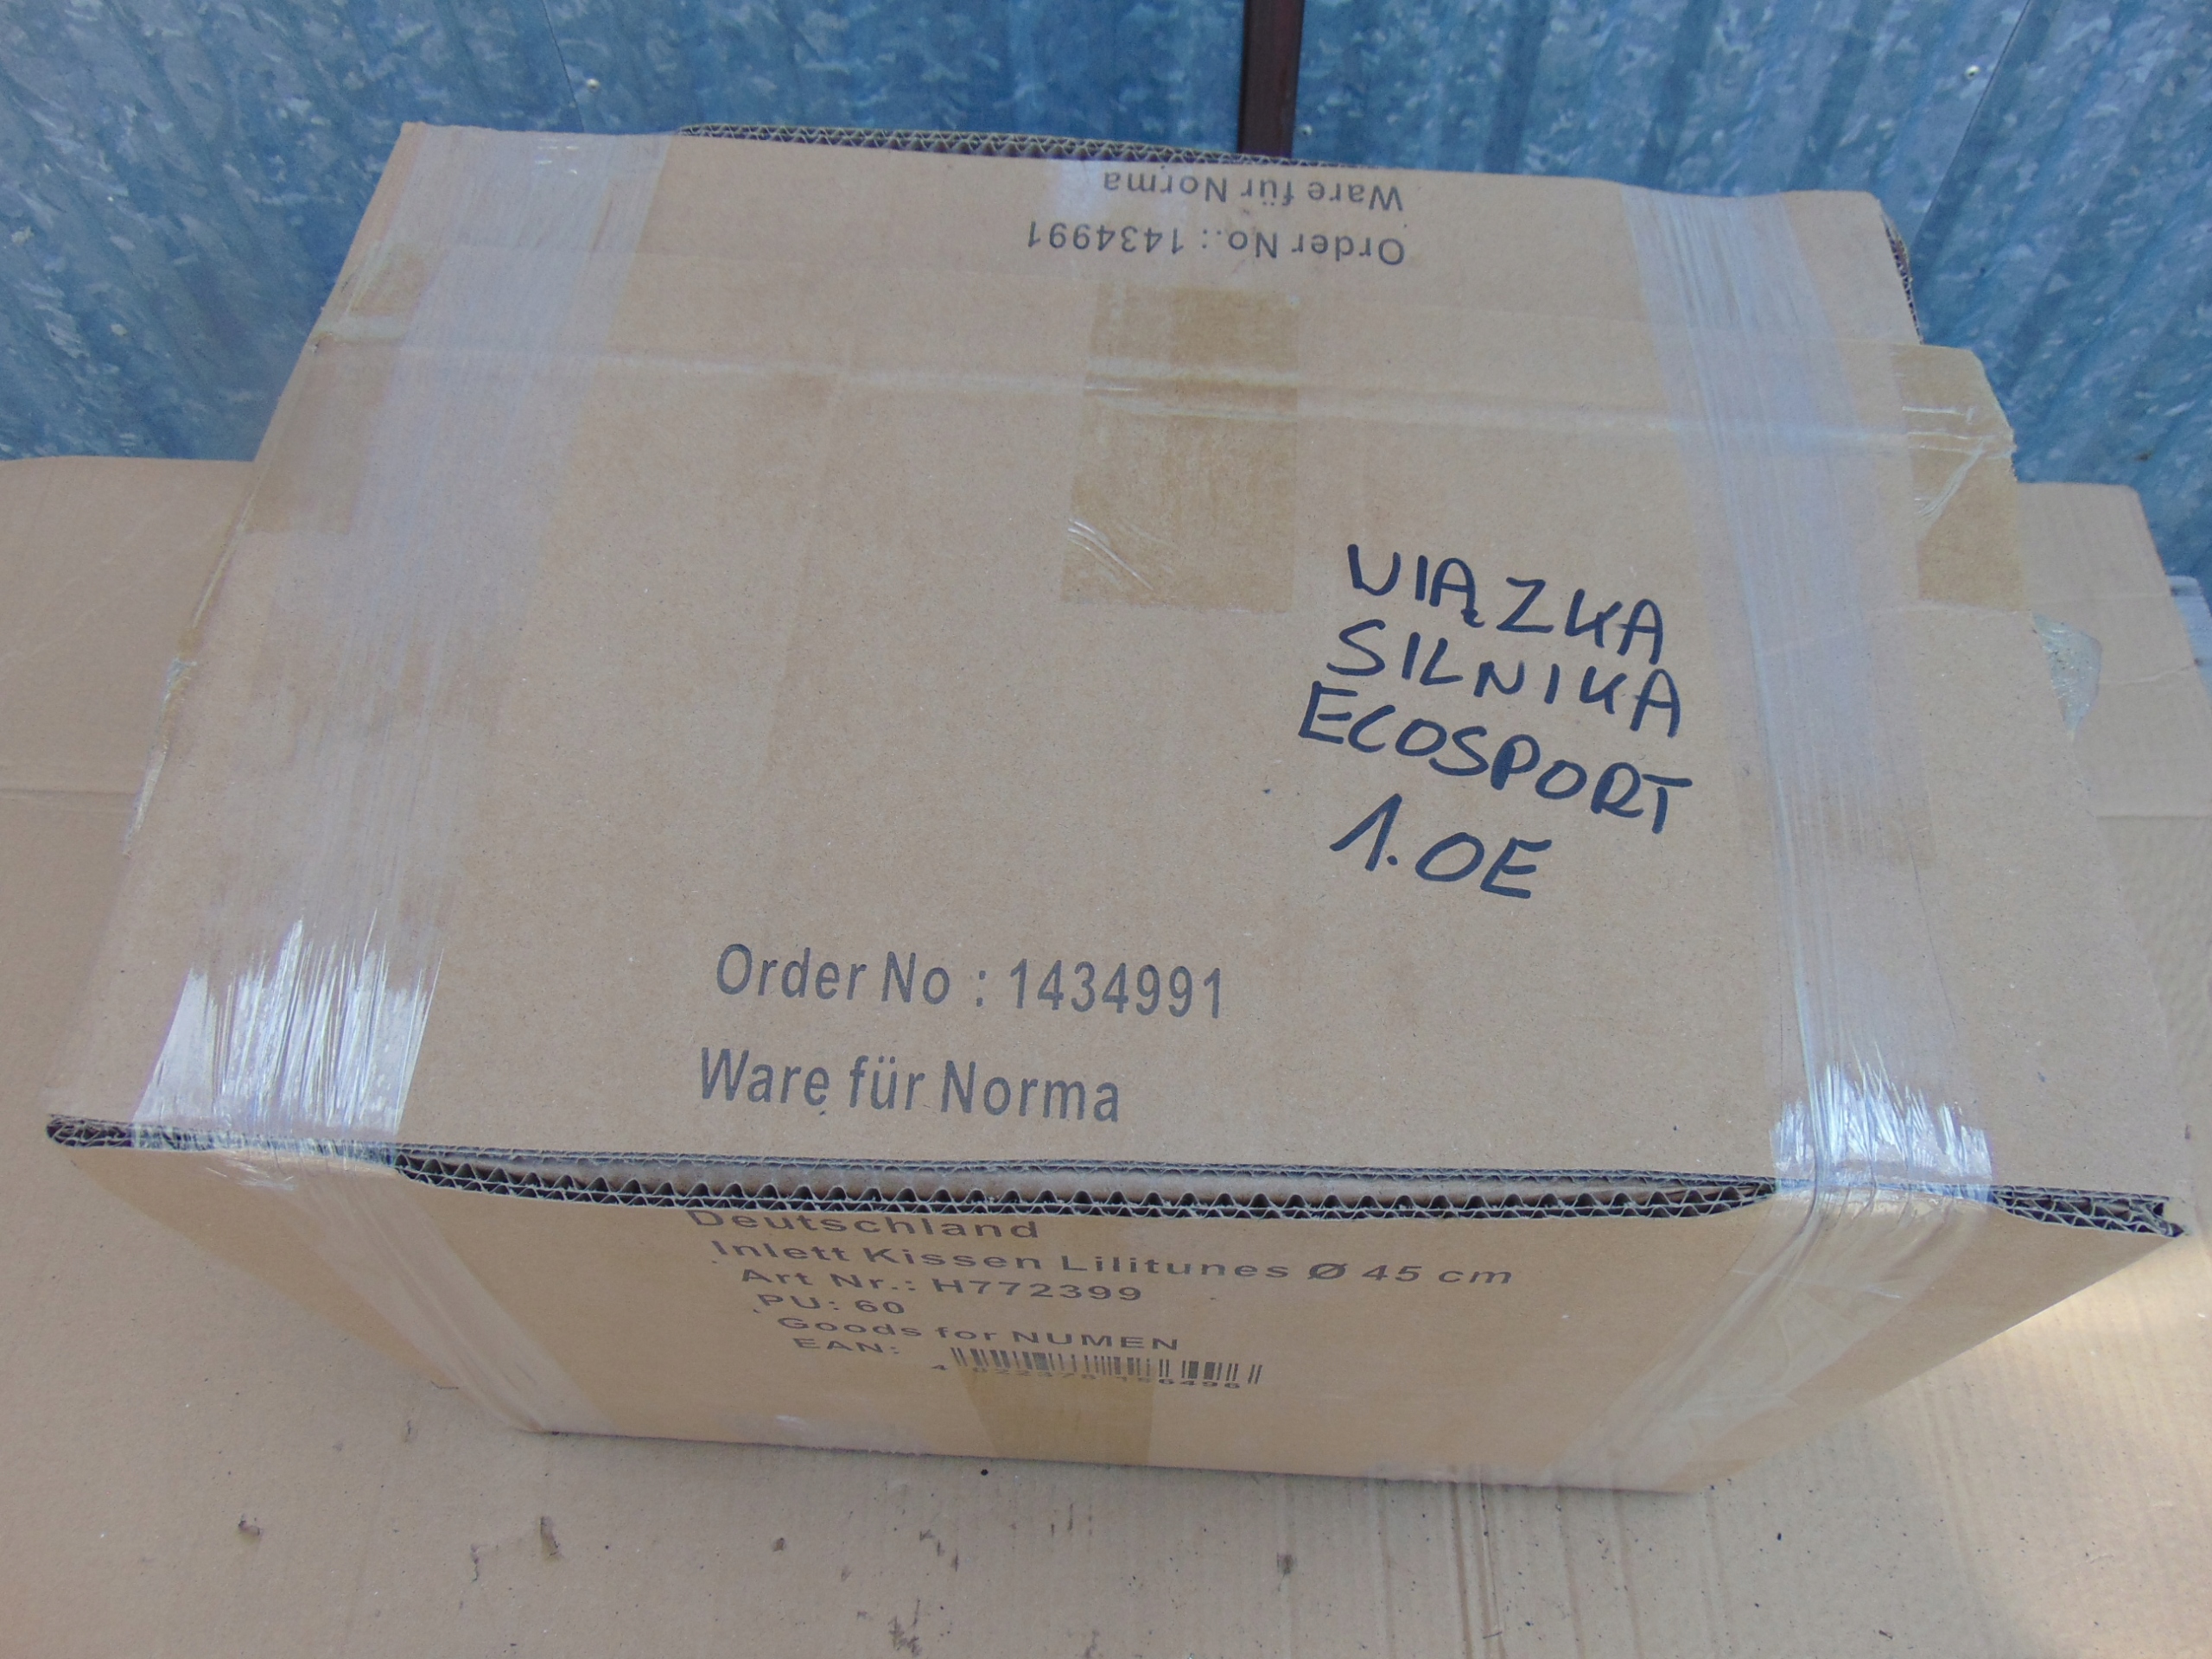 Ware für Norma
Order No.: 1434991
WIĄZKA
SILNIKA
ECOSPORT
1.0E
Order No : 1434991
Ware für Norma
Deutschland
Inlett Kissen Lilitunes Ø 45 cm
Art Nr.: H772399
PU: 60
Goods for NUMEN
EAN: